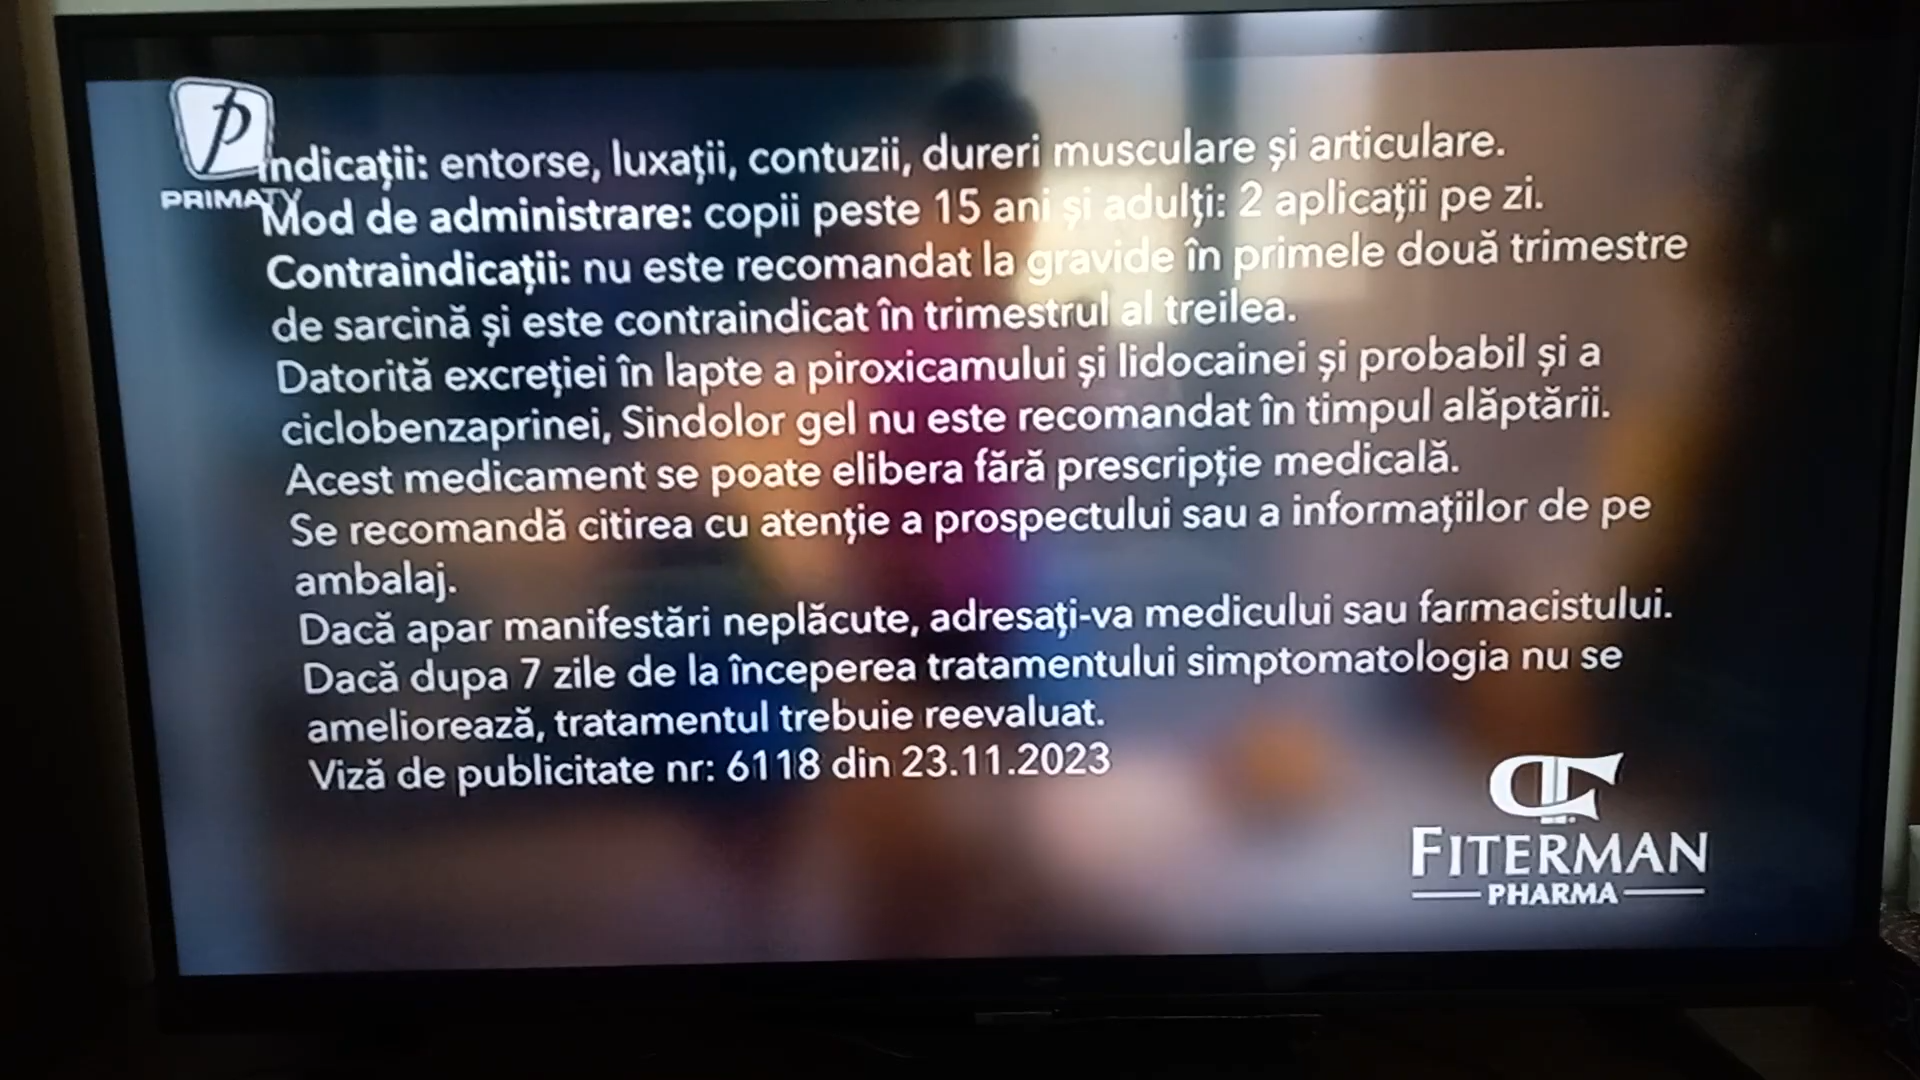 PRIMATV
Indicații: entorse, luxații, contuzii, dureri musculare și articulare.
Mod de administrare: copii peste 15 ani și adulți: 2 aplicații pe zi.
Contraindicații: nu este recomandat la gravide în primele două trimestre
de sarcină și este contraindicat în trimestrul al treilea.
Datorită excreției în lapte a piroxicamului și lidocainei și probabil și a
ciclobenzaprinei, Sindolor gel nu este recomandat în timpul alăptării.
Acest medicament se poate elibera fără prescripție medicală.
Se recomandă citirea cu atenție a prospectului sau a informațiilor de pe
ambalaj.
Dacă apar manifestări neplăcute, adresați-va medicului sau farmacistului.
Dacă dupa 7 zile de la începerea tratamentului simptomatologia nu se
ameliorează, tratamentul trebuie reevaluat.
Viză de publicitate nr: 6118 din 23.11.2023
FITERMAN
PHARMA